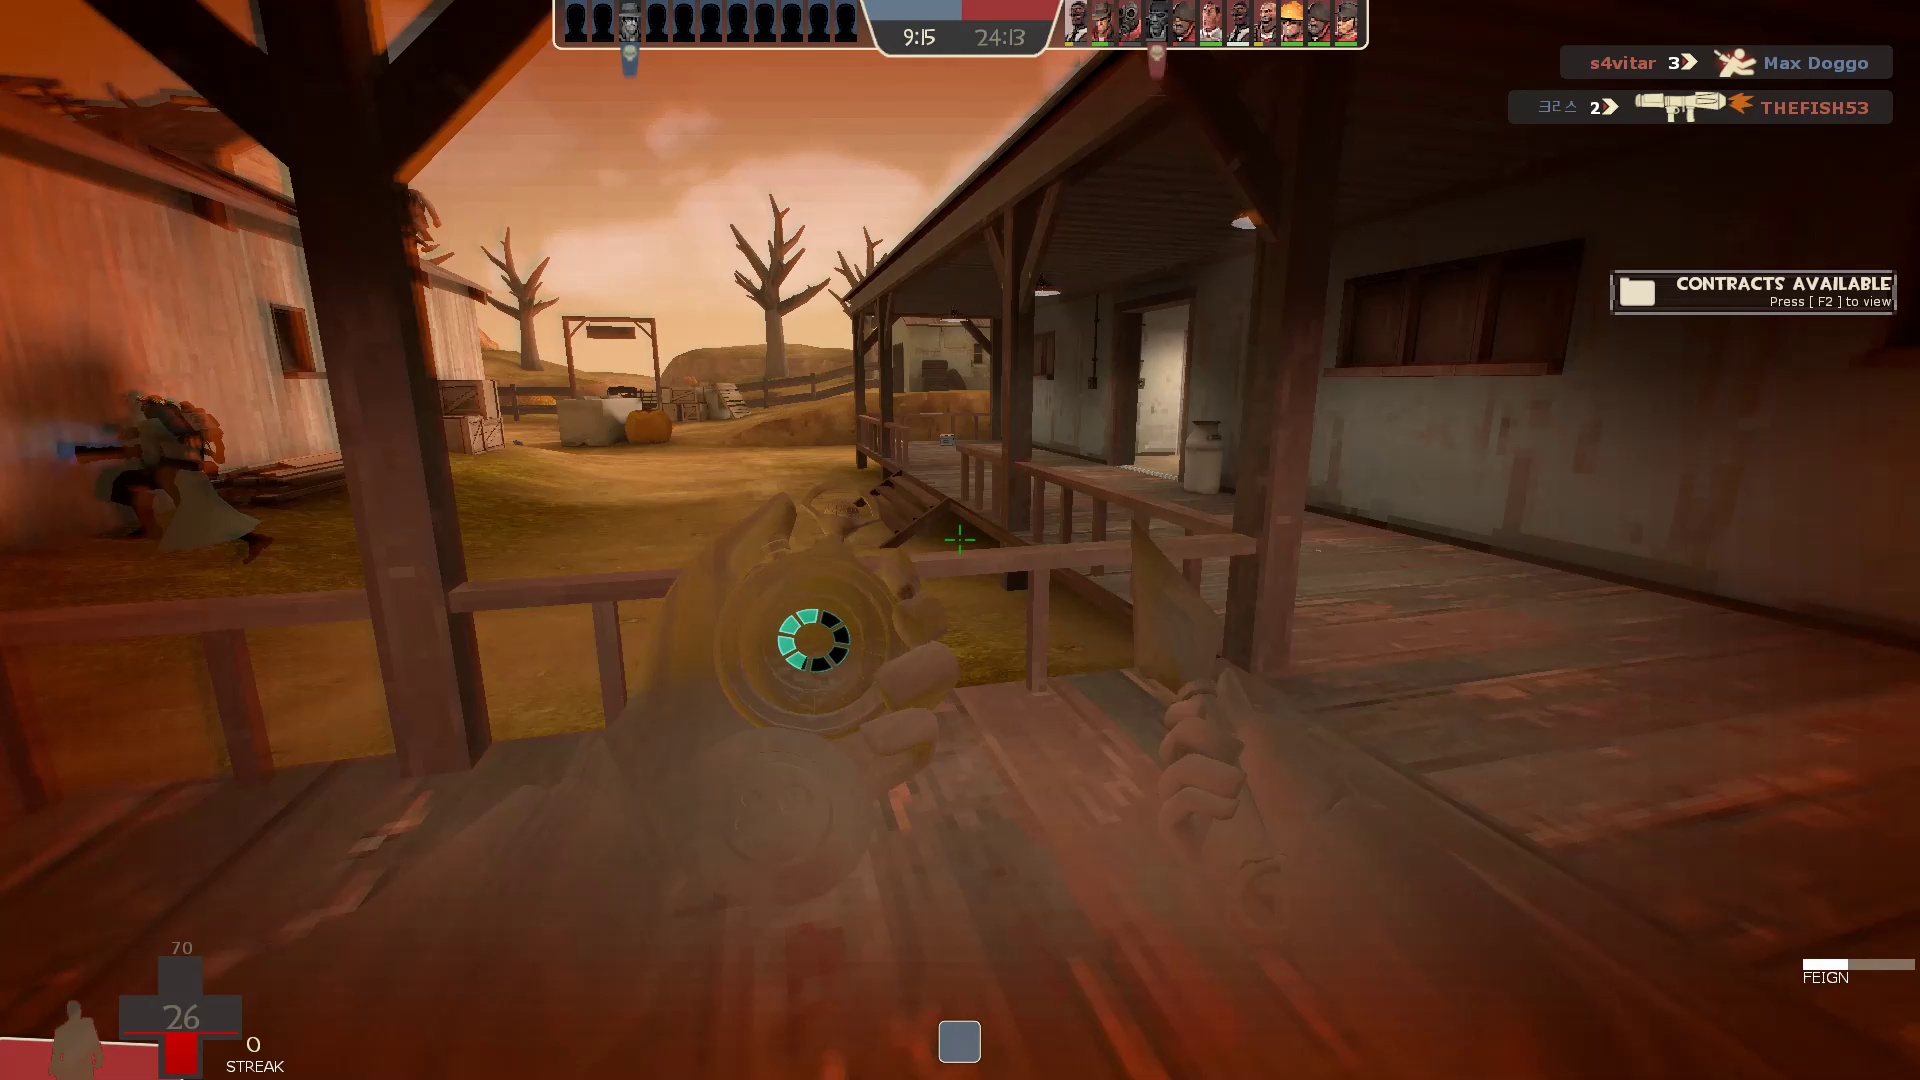 9:15 24:13
s4vitar 3 Max Doggo
크리스 2 THEFISH53
CONTRACTS AVAILABLE
Press [ F2 ] to view
70
26
0
STREAK
FEIGN